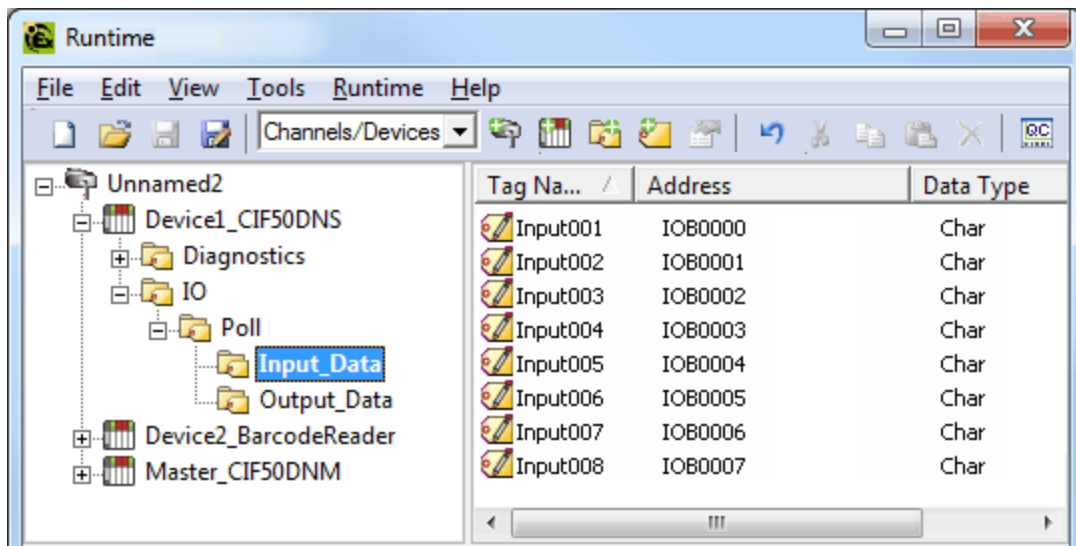 Runtime
File Edit View Tools Runtime Help
Channels/Devices QC
Unnamed2
Device1_CIF50DNS
Diagnostics
IO
Poll
Input_Data
Output_Data
Device2_BarcodeReader
Master_CIF50DNM
Tag Na... Address Data Type
Input001 IOB0000 Char
Input002 IOB0001 Char
Input003 IOB0002 Char
Input004 IOB0003 Char
Input005 IOB0004 Char
Input006 IOB0005 Char
Input007 IOB0006 Char
Input008 IOB0007 Char